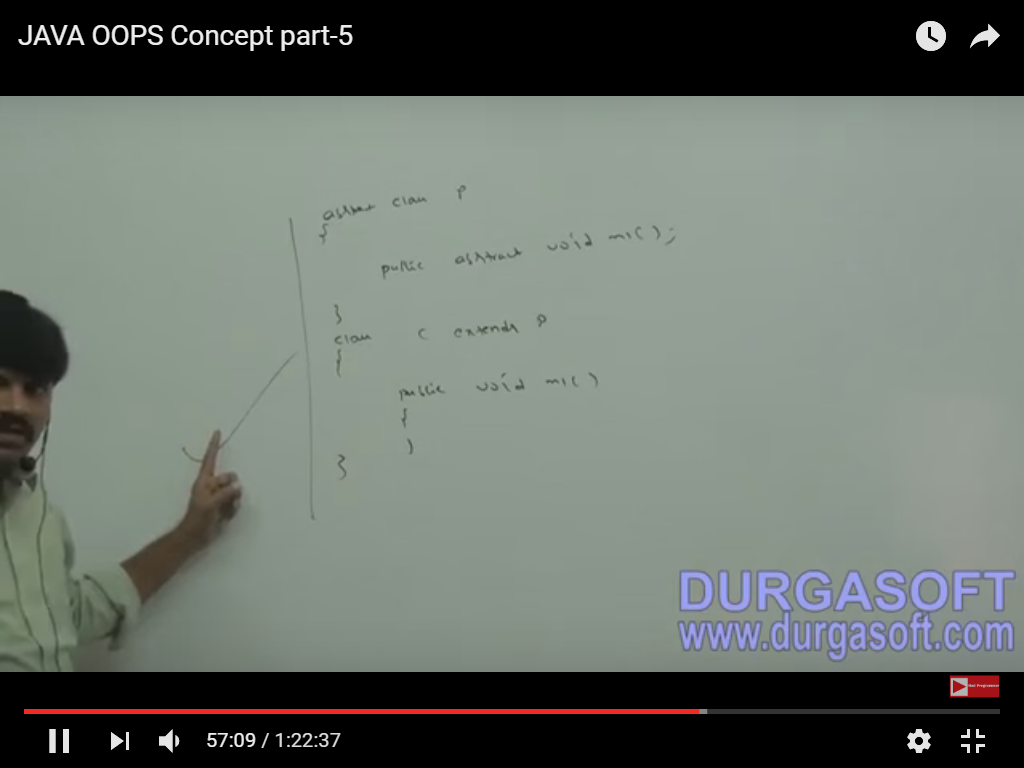 JAVA OOPS Concept part-5
abstract class P
{
public abstract void m1( );
}
class C extends P
{
public void m1( )
{
}
}
DURGASOFT
www.durgasoft.com
57:09 / 1:22:37